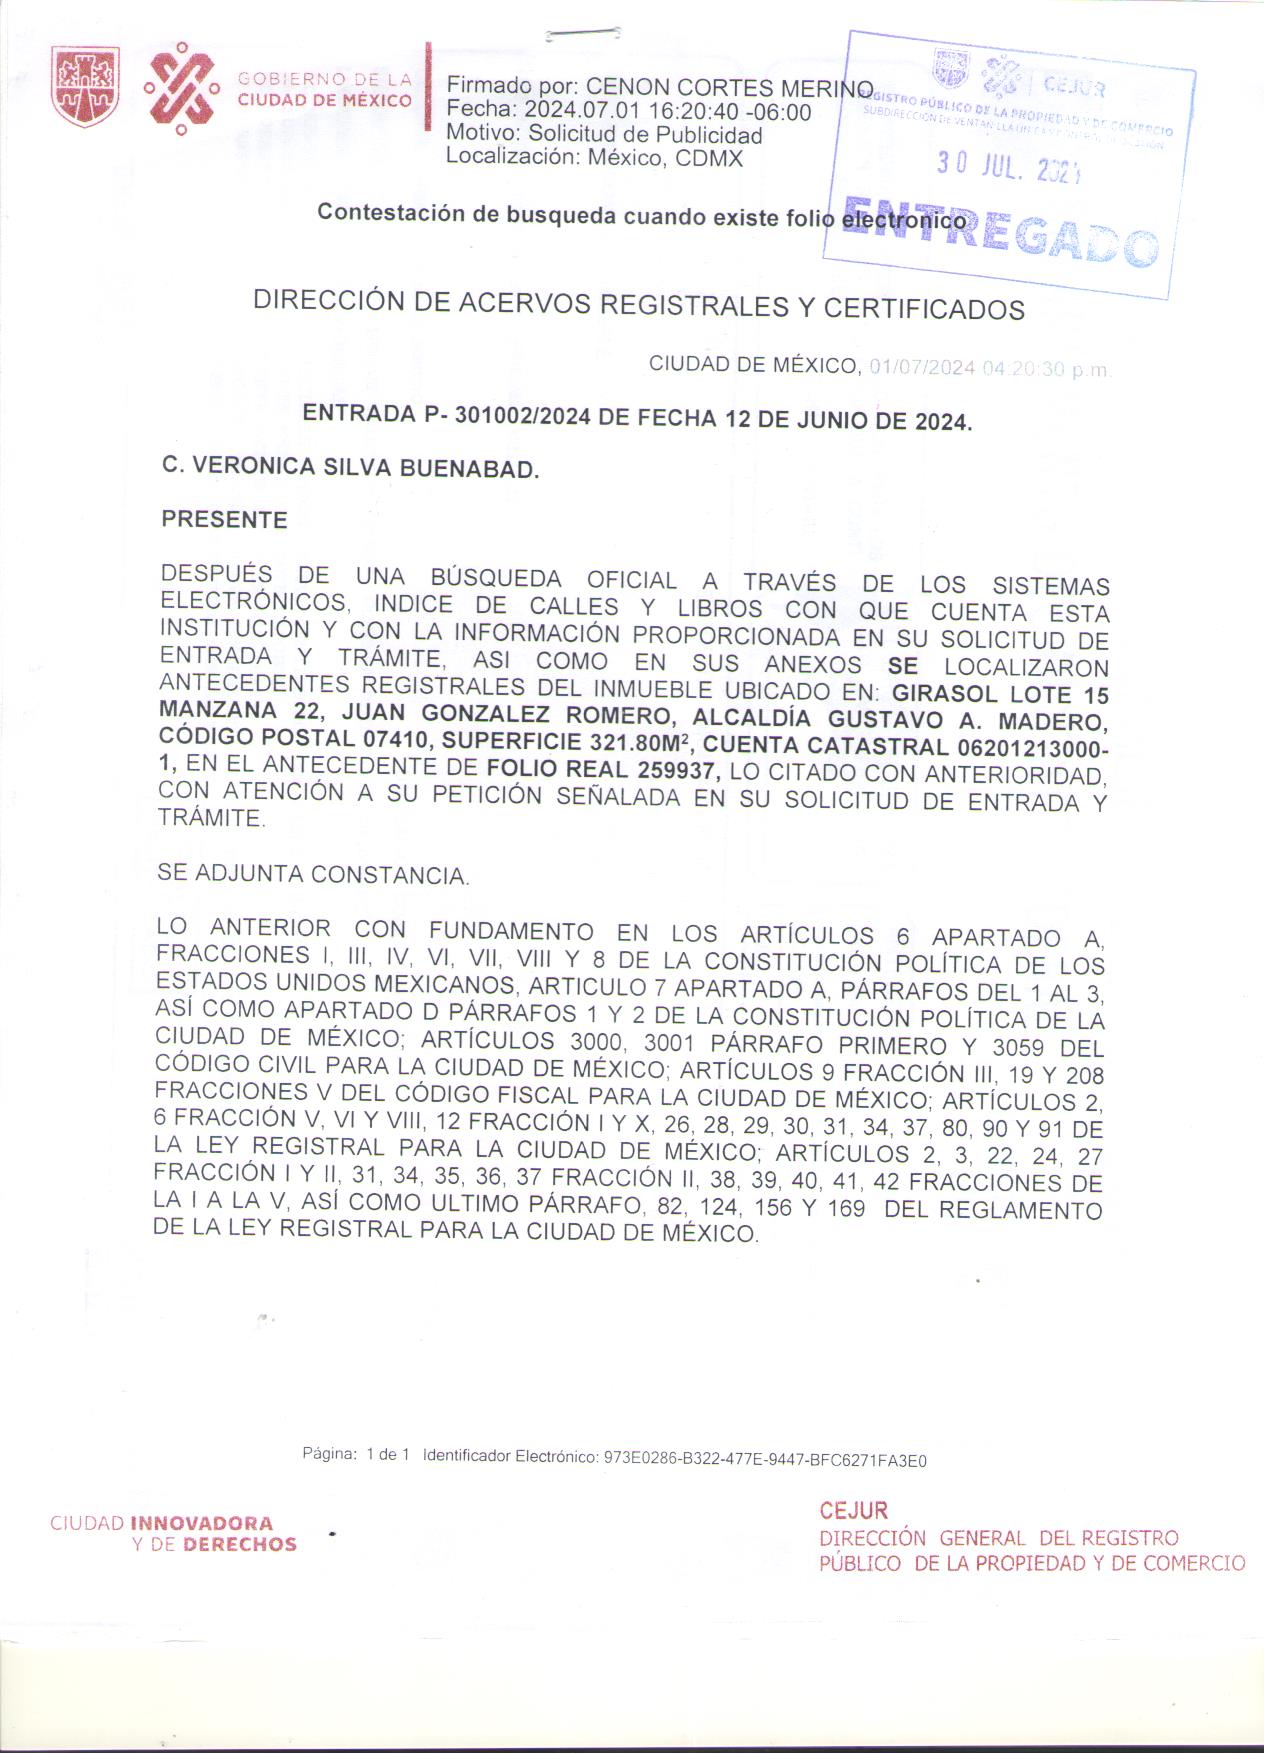 GOBIERNO DE LA
CIUDAD DE MÉXICO
Firmado por: CENON CORTES MERINO
Fecha: 2024.07.01 16:20:40 -06:00
Motivo: Solicitud de Publicidad
Localización: México, CDMX
CEJUR
REGISTRO PÚBLICO DE LA PROPIEDAD Y DE COMERCIO
30 JUL. 2024
ENTREGADO
Contestación de busqueda cuando existe folio electronico
DIRECCIÓN DE ACERVOS REGISTRALES Y CERTIFICADOS
CIUDAD DE MÉXICO, 01/07/2024 04:20:30 p.m.
ENTRADA P- 301002/2024 DE FECHA 12 DE JUNIO DE 2024.
C. VERONICA SILVA BUENABAD.
PRESENTE
DESPUÉS DE UNA BÚSQUEDA OFICIAL A TRAVÉS DE LOS SISTEMAS
ELECTRÓNICOS, INDICE DE CALLES Y LIBROS CON QUE CUENTA ESTA
INSTITUCIÓN Y CON LA INFORMACIÓN PROPORCIONADA EN SU SOLICITUD DE
ENTRADA Y TRÁMITE, ASI COMO EN SUS ANEXOS SE LOCALIZARON
ANTECEDENTES REGISTRALES DEL INMUEBLE UBICADO EN: GIRASOL LOTE 15
MANZANA 22, JUAN GONZALEZ ROMERO, ALCALDÍA GUSTAVO A. MADERO,
CÓDIGO POSTAL 07410, SUPERFICIE 321.80M², CUENTA CATASTRAL 06201213000-
1, EN EL ANTECEDENTE DE FOLIO REAL 259937, LO CITADO CON ANTERIORIDAD,
CON ATENCIÓN A SU PETICIÓN SEÑALADA EN SU SOLICITUD DE ENTRADA Y
TRÁMITE.
SE ADJUNTA CONSTANCIA.
LO ANTERIOR CON FUNDAMENTO EN LOS ARTÍCULOS 6 APARTADO A,
FRACCIONES I, III, IV, VI, VII, VIII Y 8 DE LA CONSTITUCIÓN POLÍTICA DE LOS
ESTADOS UNIDOS MEXICANOS, ARTICULO 7 APARTADO A, PÁRRAFOS DEL 1 AL 3,
ASÍ COMO APARTADO D PÁRRAFOS 1 Y 2 DE LA CONSTITUCIÓN POLÍTICA DE LA
CIUDAD DE MÉXICO; ARTÍCULOS 3000, 3001 PÁRRAFO PRIMERO Y 3059 DEL
CÓDIGO CIVIL PARA LA CIUDAD DE MÉXICO; ARTÍCULOS 9 FRACCIÓN III, 19 Y 208
FRACCIONES V DEL CÓDIGO FISCAL PARA LA CIUDAD DE MÉXICO; ARTÍCULOS 2,
6 FRACCIÓN V, VI Y VIII, 12 FRACCIÓN I Y X, 26, 28, 29, 30, 31, 34, 37, 80, 90 Y 91 DE
LA LEY REGISTRAL PARA LA CIUDAD DE MÉXICO; ARTÍCULOS 2, 3, 22, 24, 27
FRACCIÓN I Y II, 31, 34, 35, 36, 37 FRACCIÓN II, 38, 39, 40, 41, 42 FRACCIONES DE
LA I A LA V, ASÍ COMO ULTIMO PÁRRAFO, 82, 124, 156 Y 169 DEL REGLAMENTO
DE LA LEY REGISTRAL PARA LA CIUDAD DE MÉXICO.
Página: 1 de 1 Identificador Electrónico: 973E0286-B322-477E-9447-BFC6271FA3E0
CIUDAD INNOVADORA
Y DE DERECHOS
CEJUR
DIRECCIÓN GENERAL DEL REGISTRO
PÚBLICO DE LA PROPIEDAD Y DE COMERCIO